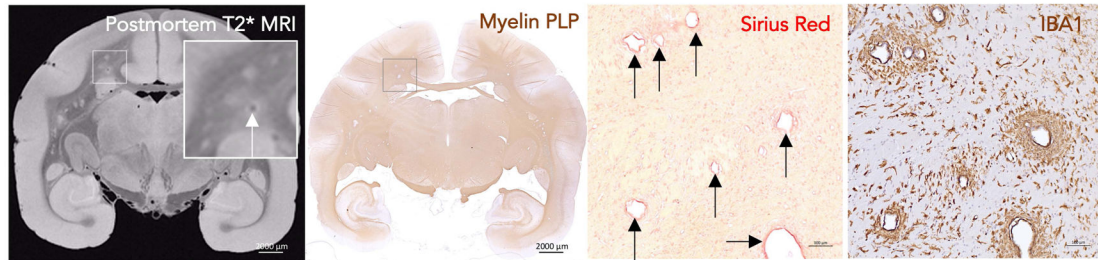 Postmortem T2* MRI
2000 µm
Myelin PLP
2000 µm
Sirius Red
IBA1